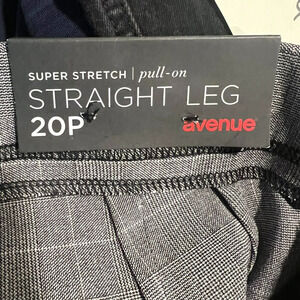 SUPER STRETCH | pull-on
STRAIGHT LEG
20P
avenue